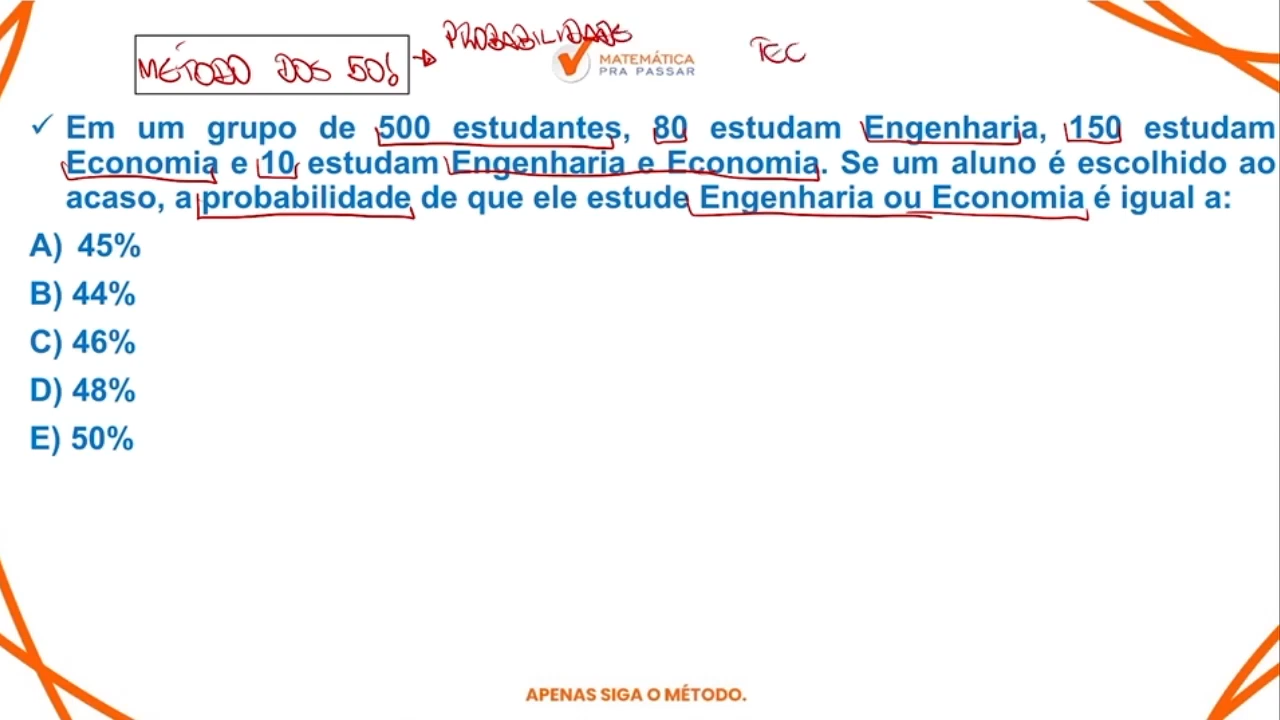 MÉTODO DOS 50!
PROBABILIDADE
TEC
MATEMÁTICA
PRA PASSAR
✓ Em um grupo de 500 estudantes, 80 estudam Engenharia, 150 estudam
Economia e 10 estudam Engenharia e Economia. Se um aluno é escolhido ao
acaso, a probabilidade de que ele estude Engenharia ou Economia é igual a:
A) 45%
B) 44%
C) 46%
D) 48%
E) 50%
APENAS SIGA O MÉTODO.